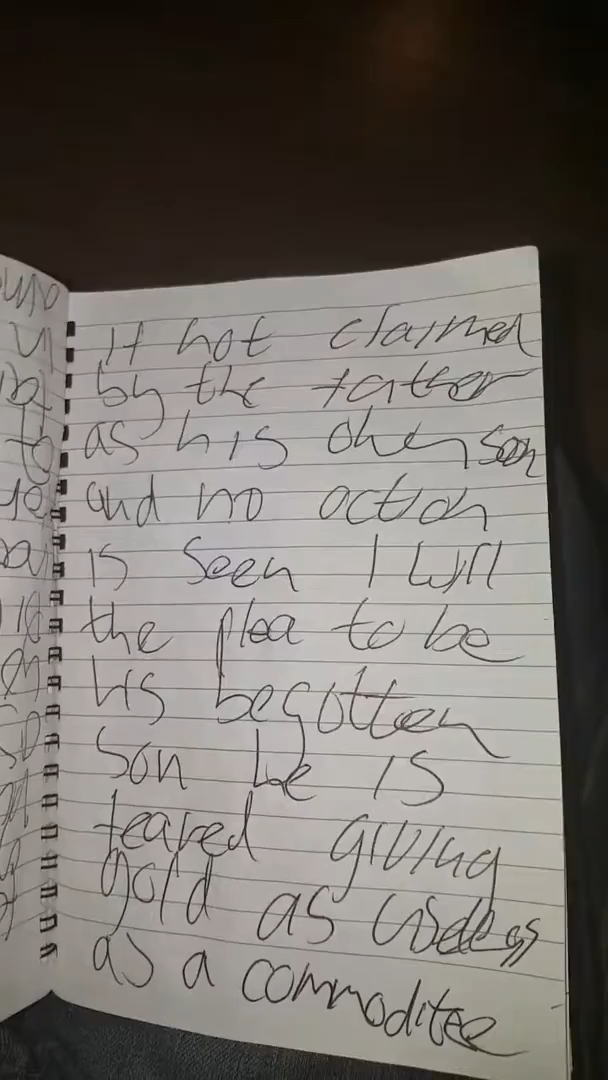 If not claimed
by the father
as his own son
and no action
is seen I will
the plea to be
his begotten
son he is
feared giving
gold as useless
as a commoditee